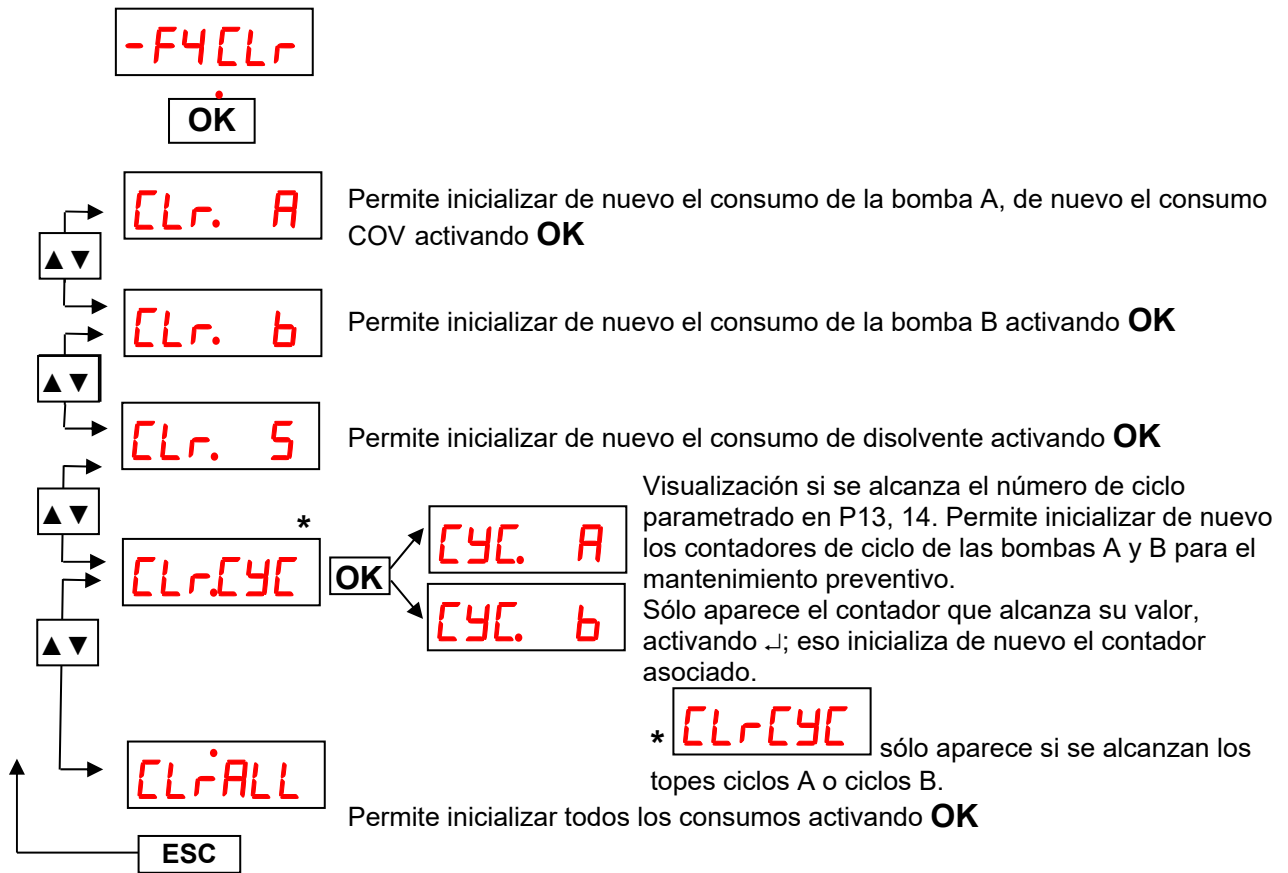 -F4CLr
OK
CLr. A
Permite inicializar de nuevo el consumo de la bomba A, de nuevo el consumo
COV activando OK
▲▼
CLr. b
Permite inicializar de nuevo el consumo de la bomba B activando OK
▲▼
CLr. S
Permite inicializar de nuevo el consumo de disolvente activando OK
▲▼
*
CLr.CYC
OK
CYC. A
CYC. b
Visualización si se alcanza el número de ciclo
parametrado en P13, 14. Permite inicializar de nuevo
los contadores de ciclo de las bombas A y B para el
mantenimiento preventivo.
Sólo aparece el contador que alcanza su valor,
activando ↵; eso inicializa de nuevo el contador
asociado.
▲▼
* CLrCYC sólo aparece si se alcanzan los
topes ciclos A o ciclos B.
CLrALL
Permite inicializar todos los consumos activando OK
ESC